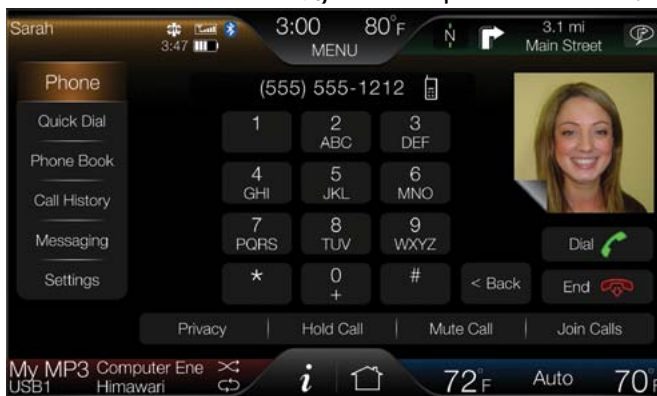 Sarah
3:47
3:00 80°F
MENU
N
3.1 mi
Main Street
P
Phone
Quick Dial
Phone Book
Call History
Messaging
Settings
(555) 555-1212
1
2
ABC
3
DEF
4
GHI
5
JKL
6
MNO
7
PQRS
8
TUV
9
WXYZ
*
0
+
#
< Back
Dial
End
Privacy | Hold Call | Mute Call | Join Calls
My MP3 Computer Ene
USB1 Himawari
i
72°F Auto 70°F